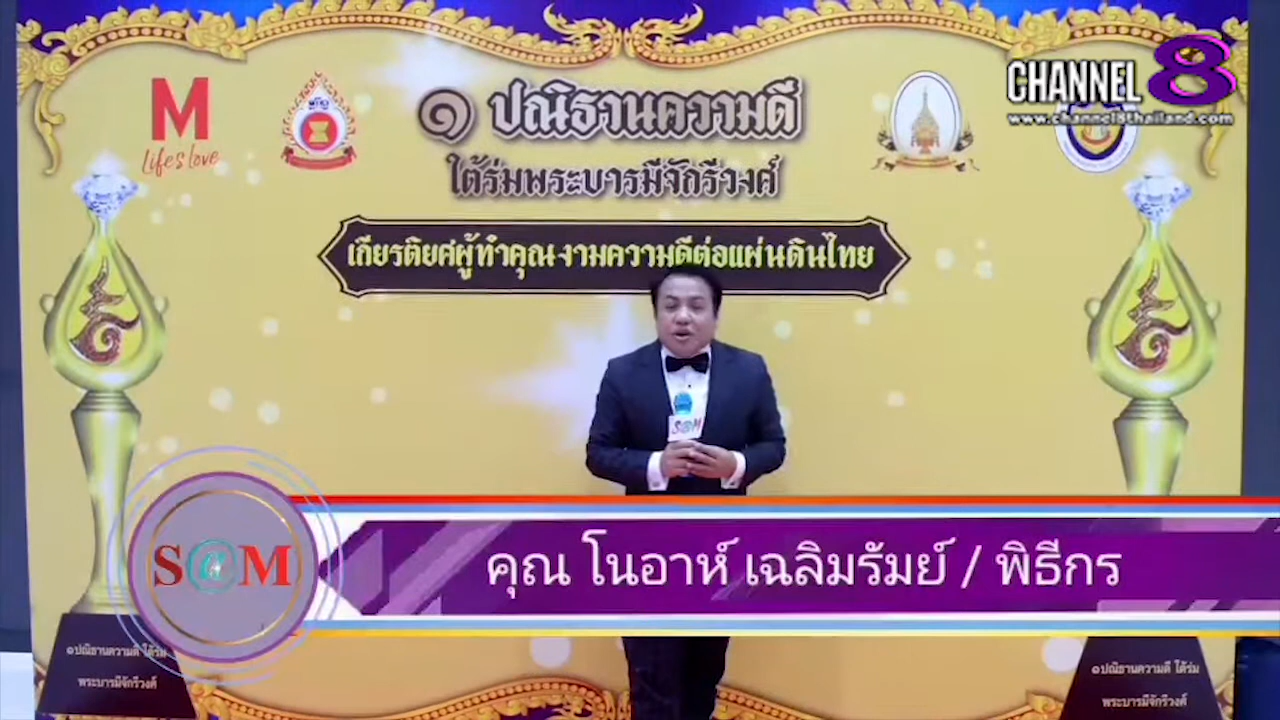 CHANNEL 8
www.channel8thailand.com
M
Life's love
๑ ปณิธานความดี
ใต้ร่มพระบารมีจักรีวงศ์
เกียรติยศผู้ทำคุณงามความดีต่อแผ่นดินไทย
S@M
S@M
คุณ โนอาห์ เฉลิมรัมย์ / พิธีกร
๑ปณิธานความดี ใต้ร่ม
พระบารมีจักรีวงศ์
๑ปณิธานความดี ใต้ร่ม
พระบารมีจักรีวงศ์